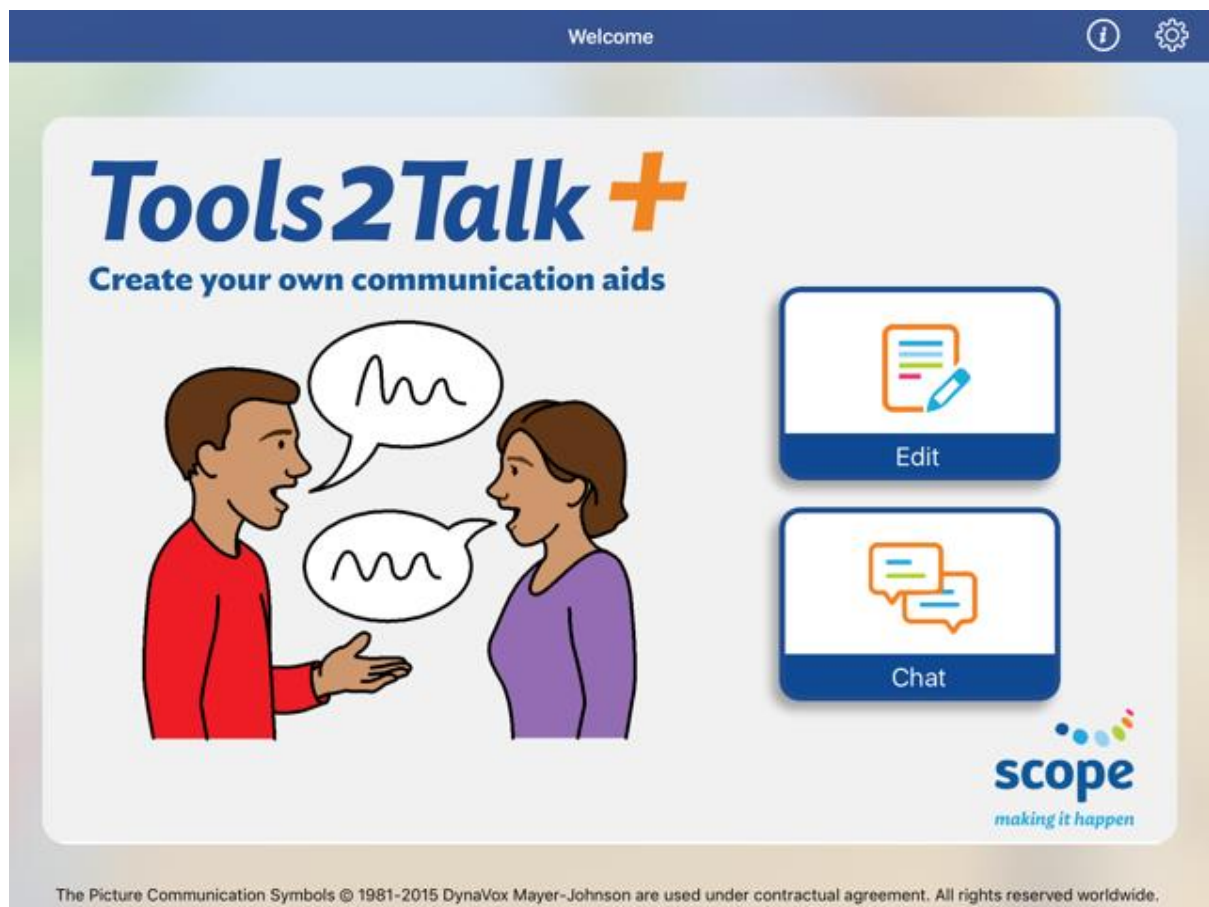 Welcome
Tools2Talk+
Create your own communication aids
Edit
Chat
scope
making it happen
The Picture Communication Symbols © 1981-2015 DynaVox Mayer-Johnson are used under contractual agreement. All rights reserved worldwide.